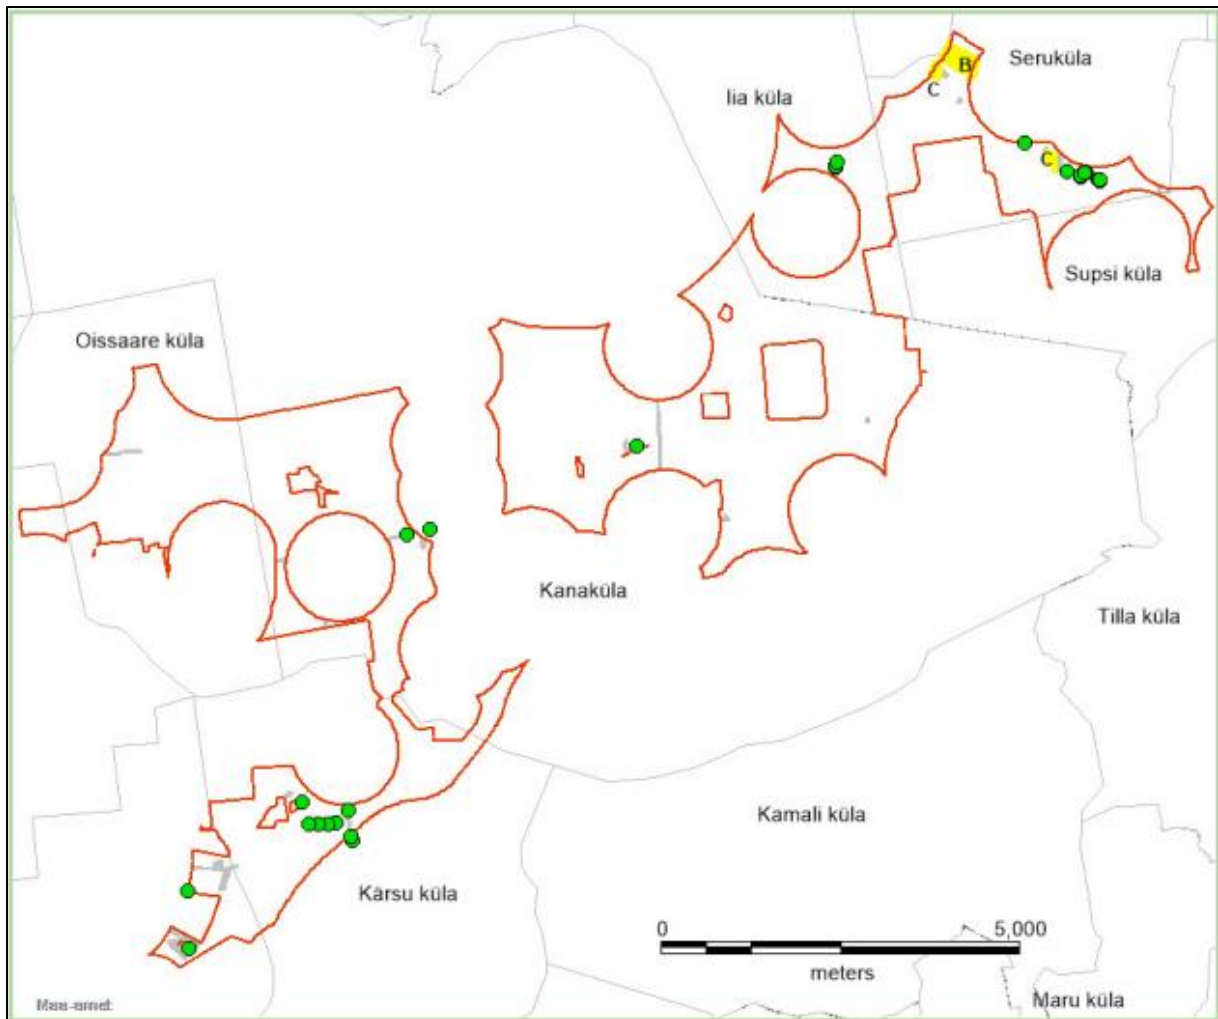 Seruküla
B
C
Iia küla
C
Supsi küla
Oissaare küla
Kanaküla
Tilla küla
Kamali küla
Kärsu küla
0 5,000
meters
Maru küla
Maa-amet